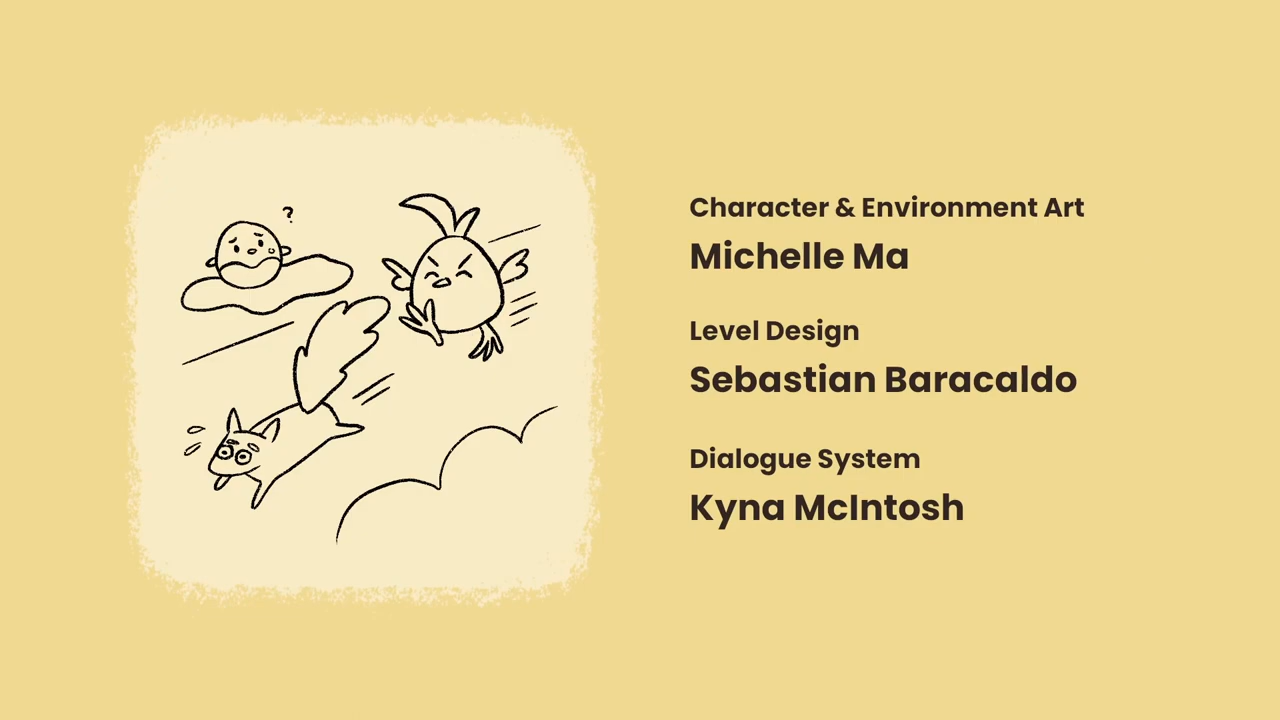 ?
Character & Environment Art
Michelle Ma
Level Design
Sebastian Baracaldo
Dialogue System
Kyna McIntosh